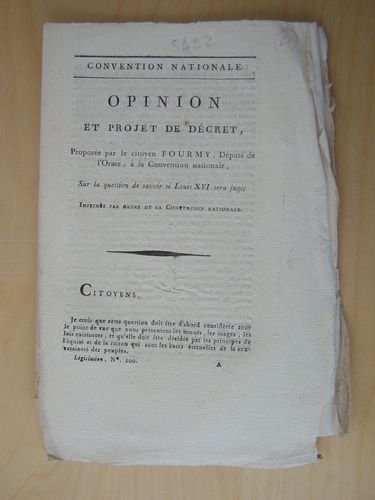 5492
CONVENTION NATIONALE
OPINION
ET PROJET DE DÉCRET,
Proposée par le citoyen FOURMY, Député de
l'Orne, à la Convention nationale,
Sur la question de savoir si Louis XVI sera jugé;
IMPRIMÉE PAR ORDRE DE LA CONVENTION NATIONALE.
CITOYENS,
Je crois que cette question doit être d'abord considérée sous
le point de vue que nous présentent les mœurs, les usages, les
lois existantes, et qu'elle doit être décidée par les principes de
l'équité et de la raison qui sont les bases éternelles de la sou-
veraineté des peuples.
Législation, N°. 100. A